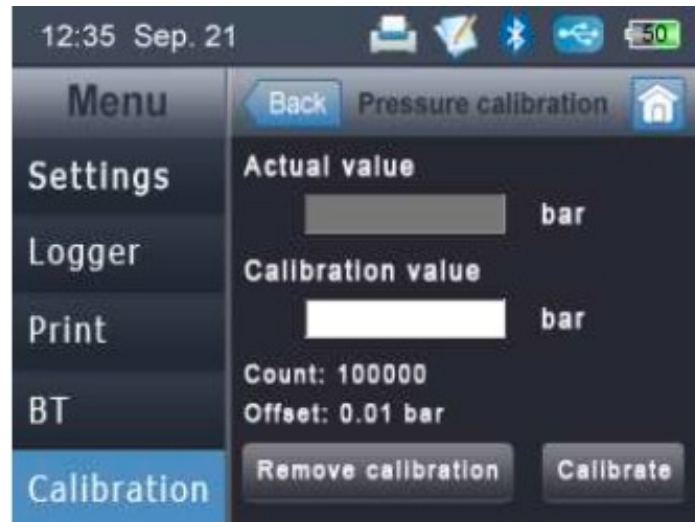 12:35 Sep. 21
50
Menu
Back
Pressure calibration
Settings
Logger
Print
BT
Calibration
Actual value
bar
Calibration value
bar
Count: 100000
Offset: 0.01 bar
Remove calibration
Calibrate